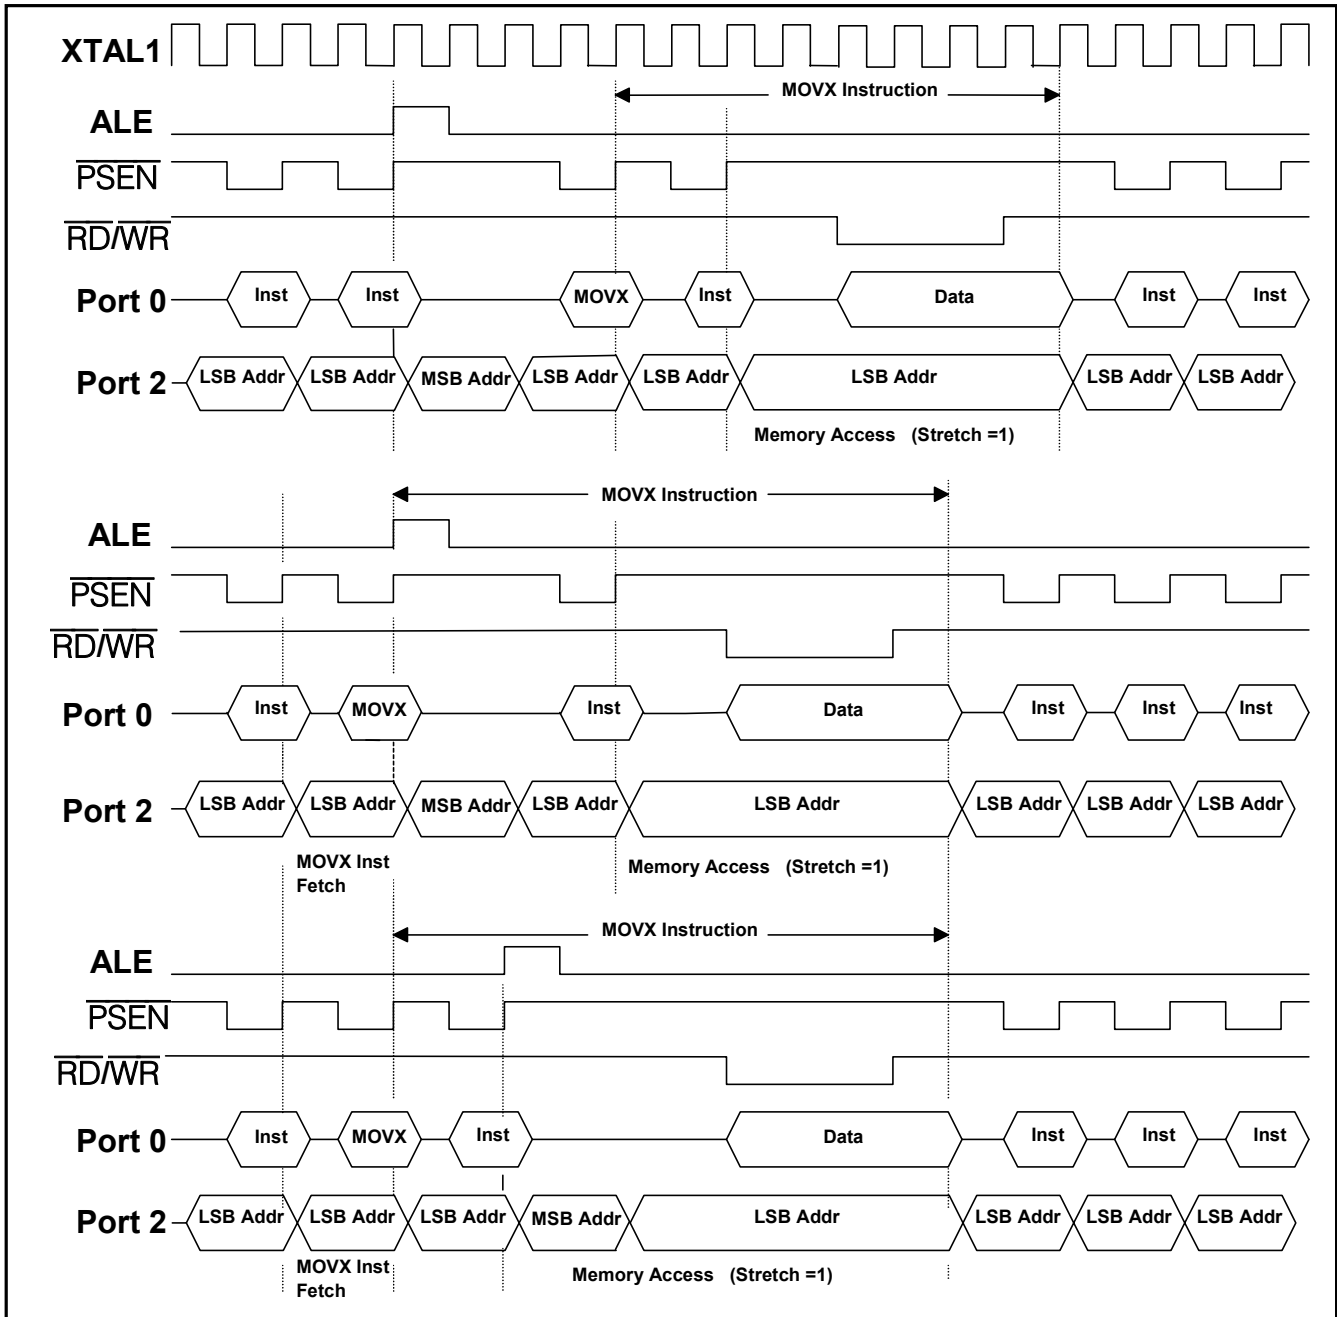 XTAL1
MOVX Instruction
ALE
PSEN
RD/WR
Port 0 Inst Inst MOVX Inst Data Inst Inst
Port 2 LSB Addr LSB Addr MSB Addr LSB Addr LSB Addr LSB Addr LSB Addr LSB Addr
Memory Access (Stretch =1)
MOVX Instruction
ALE
PSEN
RD/WR
Port 0 Inst MOVX Inst Data Inst Inst Inst
Port 2 LSB Addr LSB Addr MSB Addr LSB Addr LSB Addr LSB Addr LSB Addr LSB Addr
MOVX Inst
Fetch
Memory Access (Stretch =1)
MOVX Instruction
ALE
PSEN
RD/WR
Port 0 Inst MOVX Inst Data Inst Inst Inst
Port 2 LSB Addr LSB Addr LSB Addr MSB Addr LSB Addr LSB Addr LSB Addr LSB Addr
MOVX Inst
Fetch
Memory Access (Stretch =1)